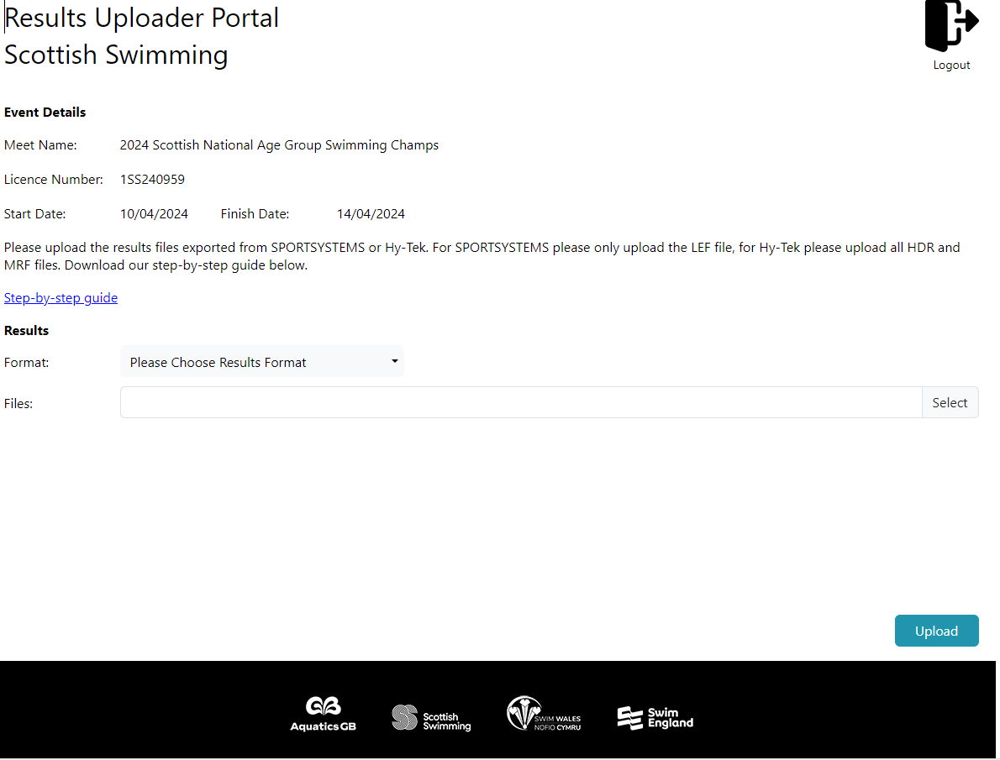 Results Uploader Portal
Scottish Swimming
Logout
Event Details
Meet Name: 2024 Scottish National Age Group Swimming Champs
Licence Number: 1SS240959
Start Date: 10/04/2024 Finish Date: 14/04/2024
Please upload the results files exported from SPORTSYSTEMS or Hy-Tek. For SPORTSYSTEMS please only upload the LEF file, for Hy-Tek please upload all HDR and
MRF files. Download our step-by-step guide below.
Step-by-step guide
Results
Format: Please Choose Results Format
Files: Select
Upload
GB
Aquatics GB
Scottish
Swimming
SWIM WALES
NOFIO CYMRU
Swim
England